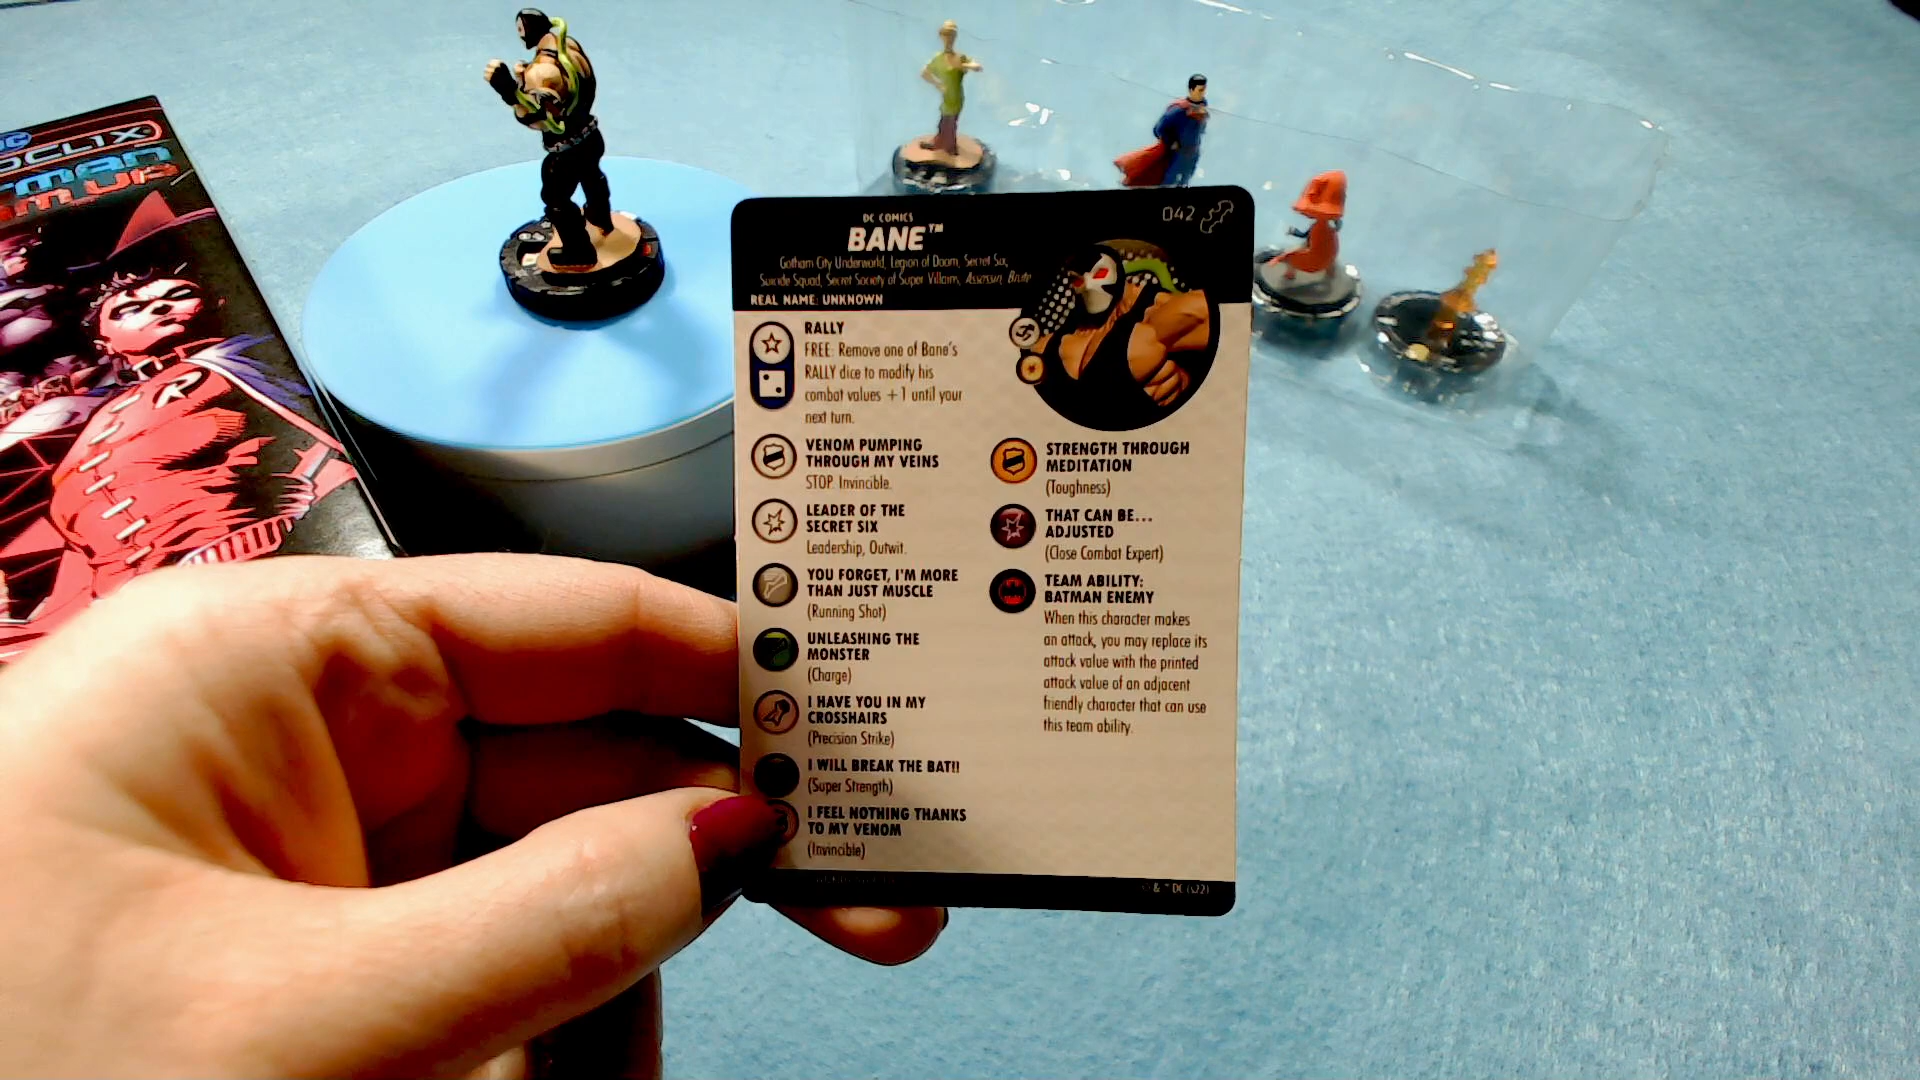 DC COMICS
BANE™
042
Gotham City Underworld, Legion of Doom, Secret Six,
Suicide Squad, Secret Society of Super Villains, Assassin, Brute
REAL NAME: UNKNOWN
RALLY
FREE: Remove one of Bane's
RALLY dice to modify his
combat values +1 until your
next turn.
VENOM PUMPING
THROUGH MY VEINS
STOP. Invincible.
LEADER OF THE
SECRET SIX
Leadership, Outwit.
YOU FORGET, I'M MORE
THAN JUST MUSCLE
(Running Shot)
UNLEASHING THE
MONSTER
(Charge)
I HAVE YOU IN MY
CROSSHAIRS
(Precision Strike)
I WILL BREAK THE BAT!!
(Super Strength)
I FEEL NOTHING THANKS
TO MY VENOM
(Invincible)
STRENGTH THROUGH
MEDITATION
(Toughness)
THAT CAN BE...
ADJUSTED
(Close Combat Expert)
TEAM ABILITY:
BATMAN ENEMY
When this character makes
an attack, you may replace its
attack value with the printed
attack value of an adjacent
friendly character that can use
this team ability.
R